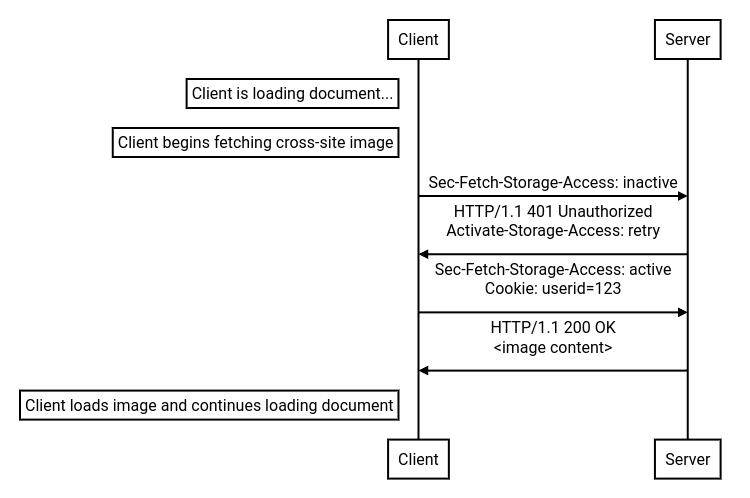 Client
Server
Client is loading document...
Client begins fetching cross-site image
Sec-Fetch-Storage-Access: inactive
HTTP/1.1 401 Unauthorized
Activate-Storage-Access: retry
Sec-Fetch-Storage-Access: active
Cookie: userid=123
HTTP/1.1 200 OK
<image content>
Client loads image and continues loading document
Client
Server